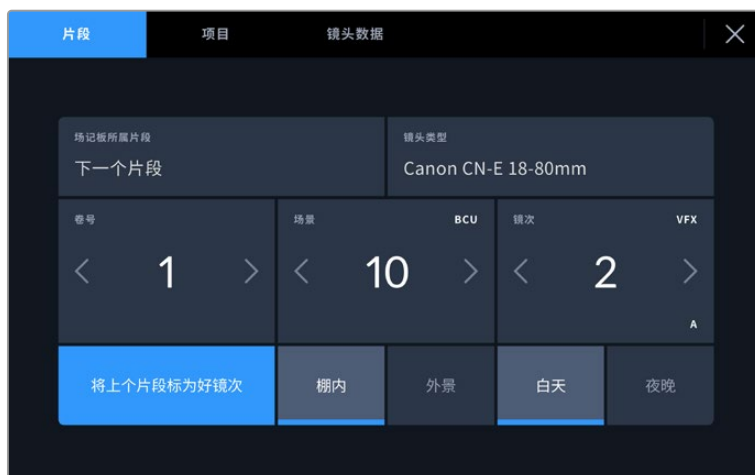 片段 项目 镜头数据
场记板所属片段 镜头类型
下一个片段 Canon CN-E 18-80mm
卷号 场景 BCU 镜次 VFX
1 10 2
A
将上个片段标为好镜次 棚内 外景 白天 夜晚